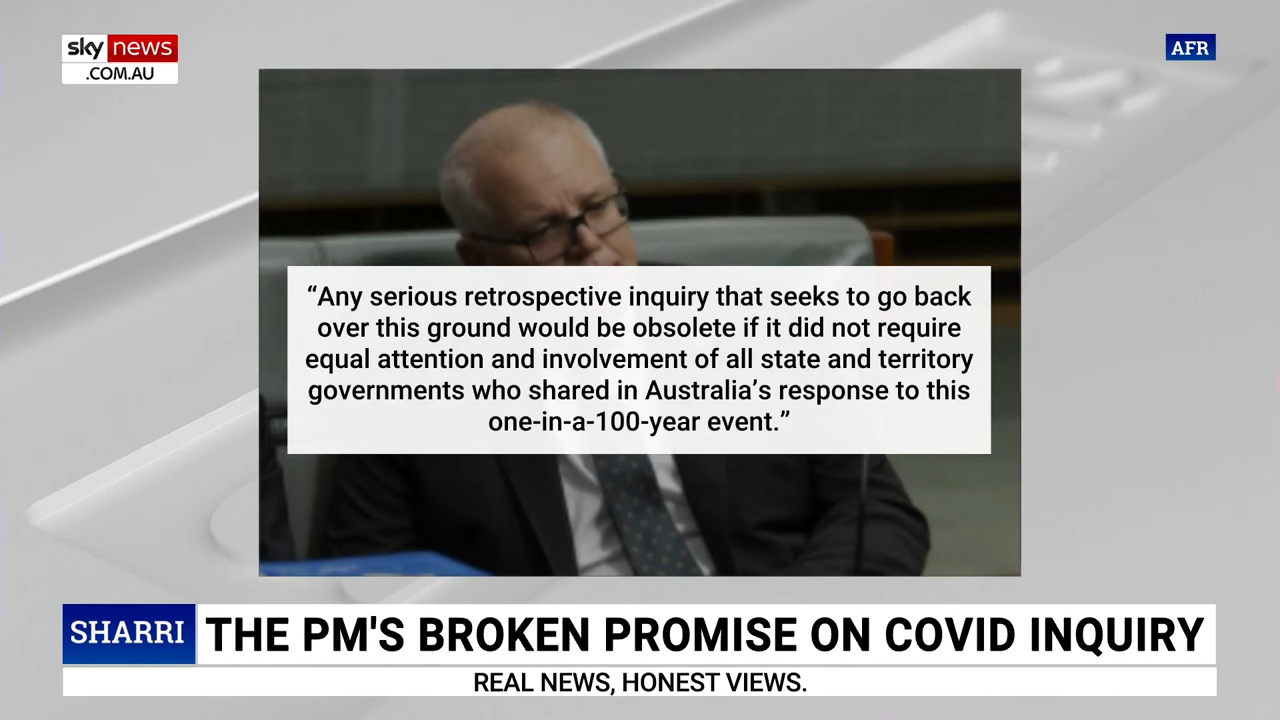 sky news
.COM.AU
AFR
“Any serious retrospective inquiry that seeks to go back
over this ground would be obsolete if it did not require
equal attention and involvement of all state and territory
governments who shared in Australia’s response to this
one-in-a-100-year event.”
SHARRI THE PM'S BROKEN PROMISE ON COVID INQUIRY
REAL NEWS, HONEST VIEWS.